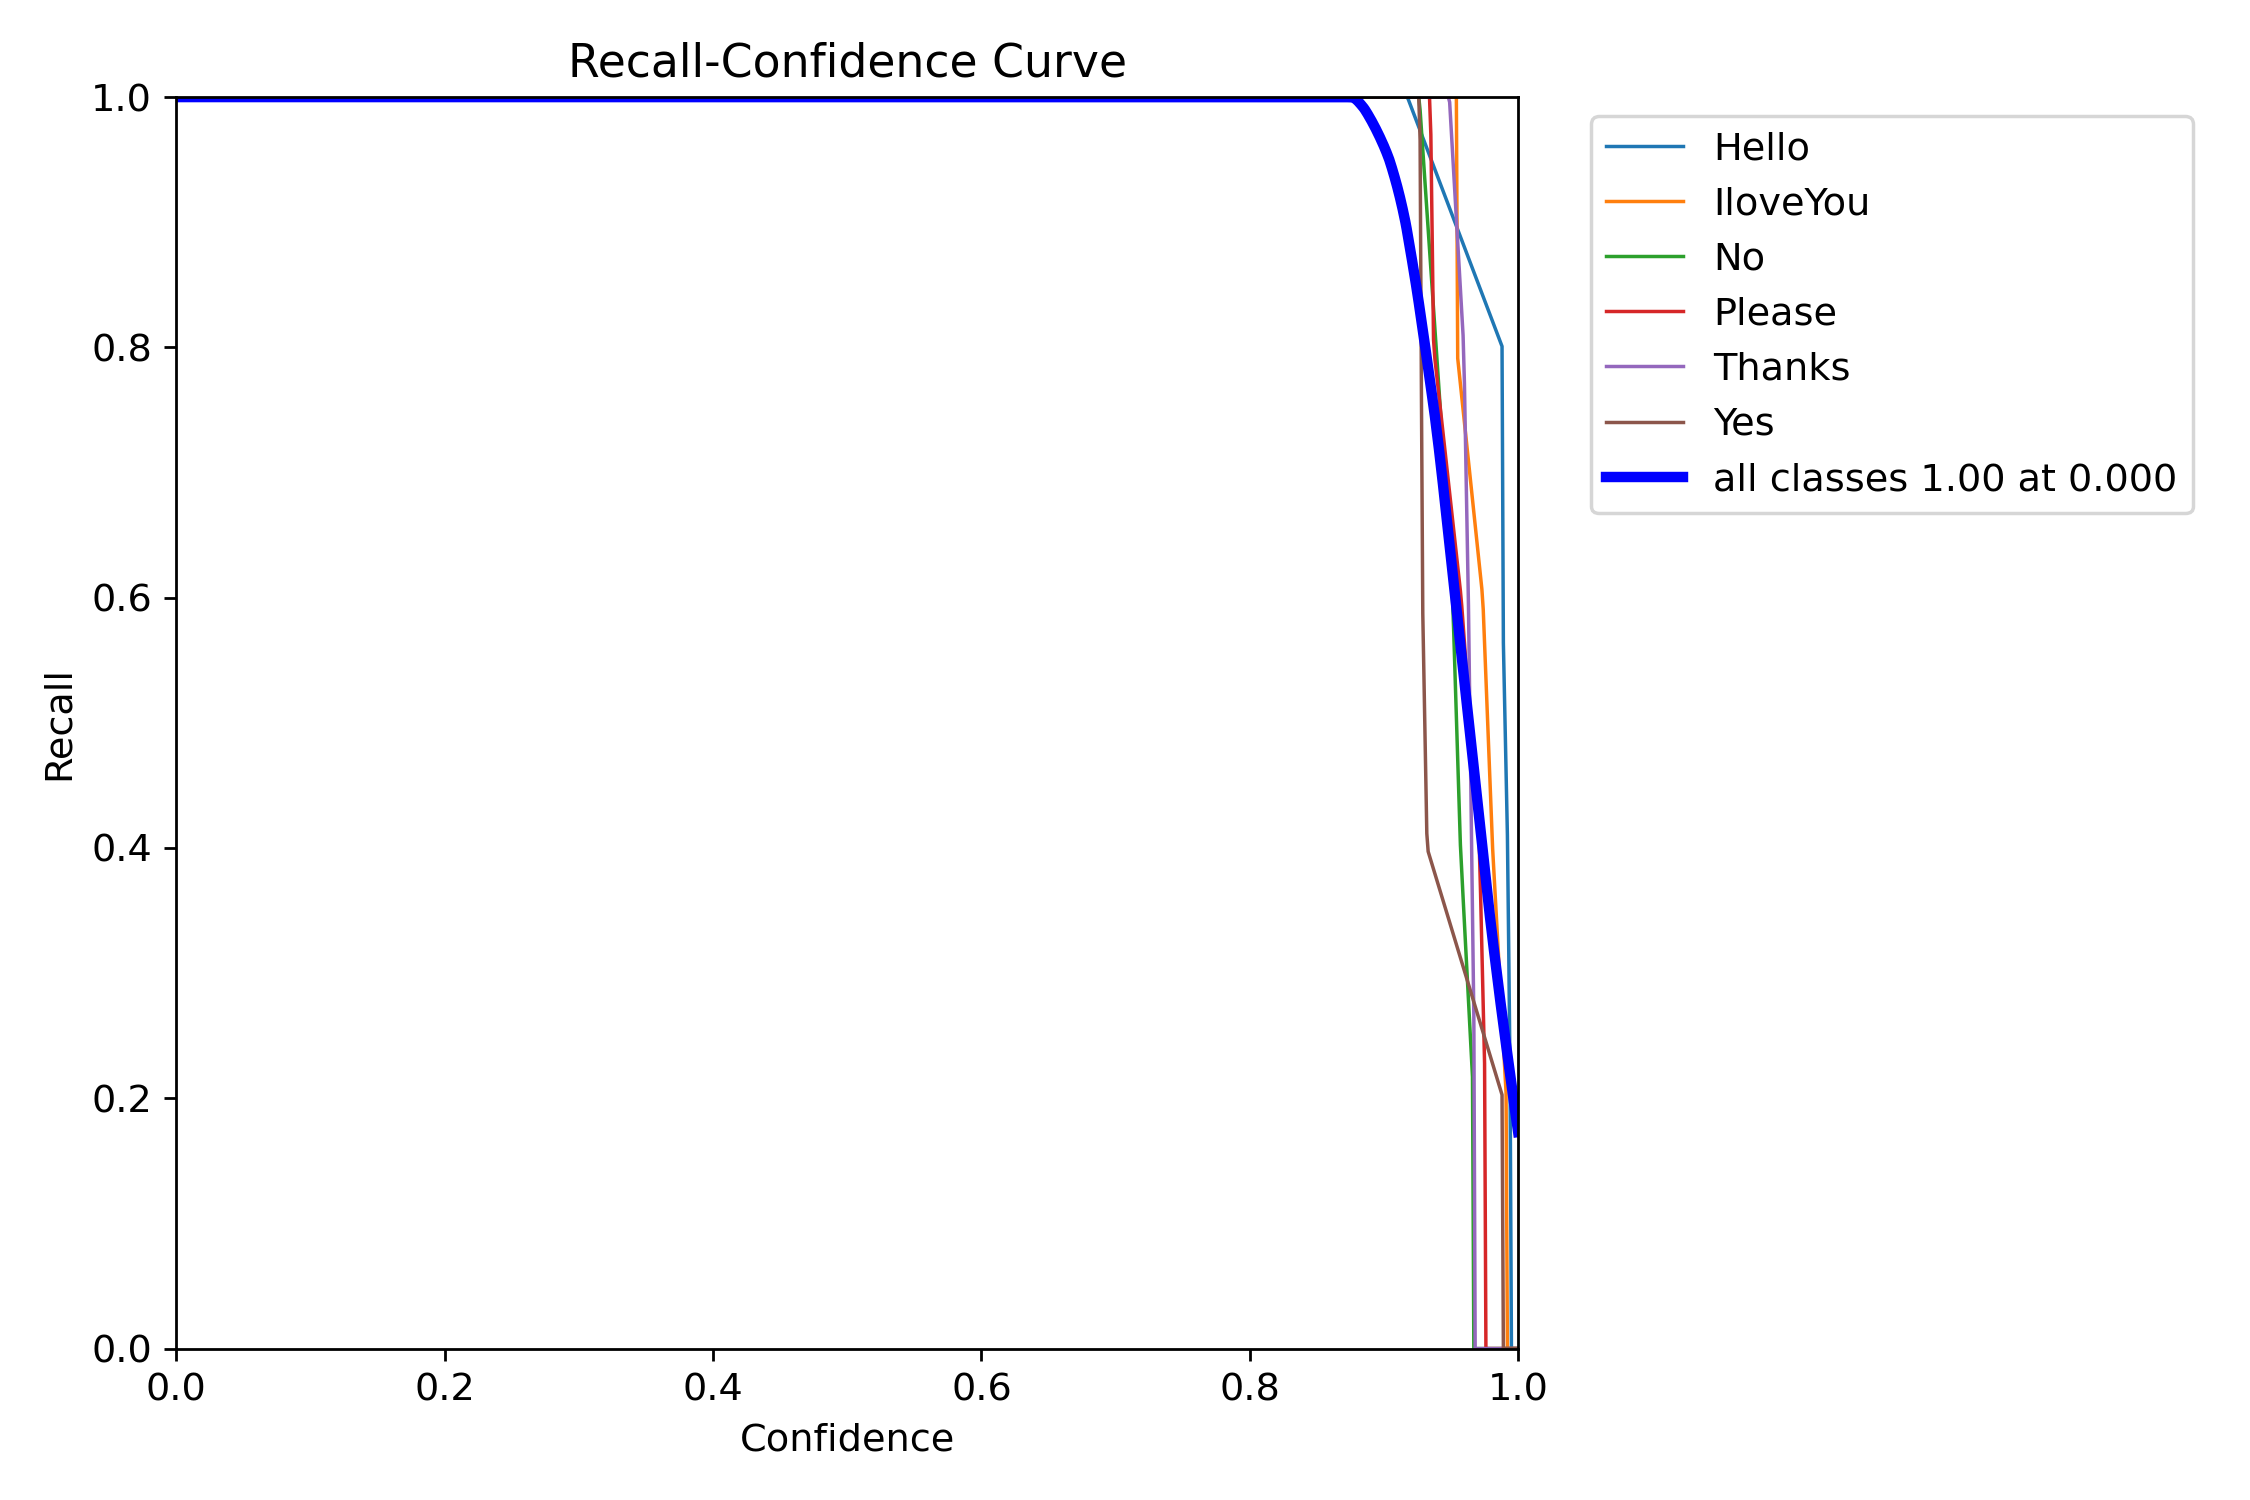 Recall-Confidence Curve
1.0
0.8
0.6
0.4
0.2
0.0
Recall
0.0 0.2 0.4 0.6 0.8 1.0
Confidence
Hello
IloveYou
No
Please
Thanks
Yes
all classes 1.00 at 0.000